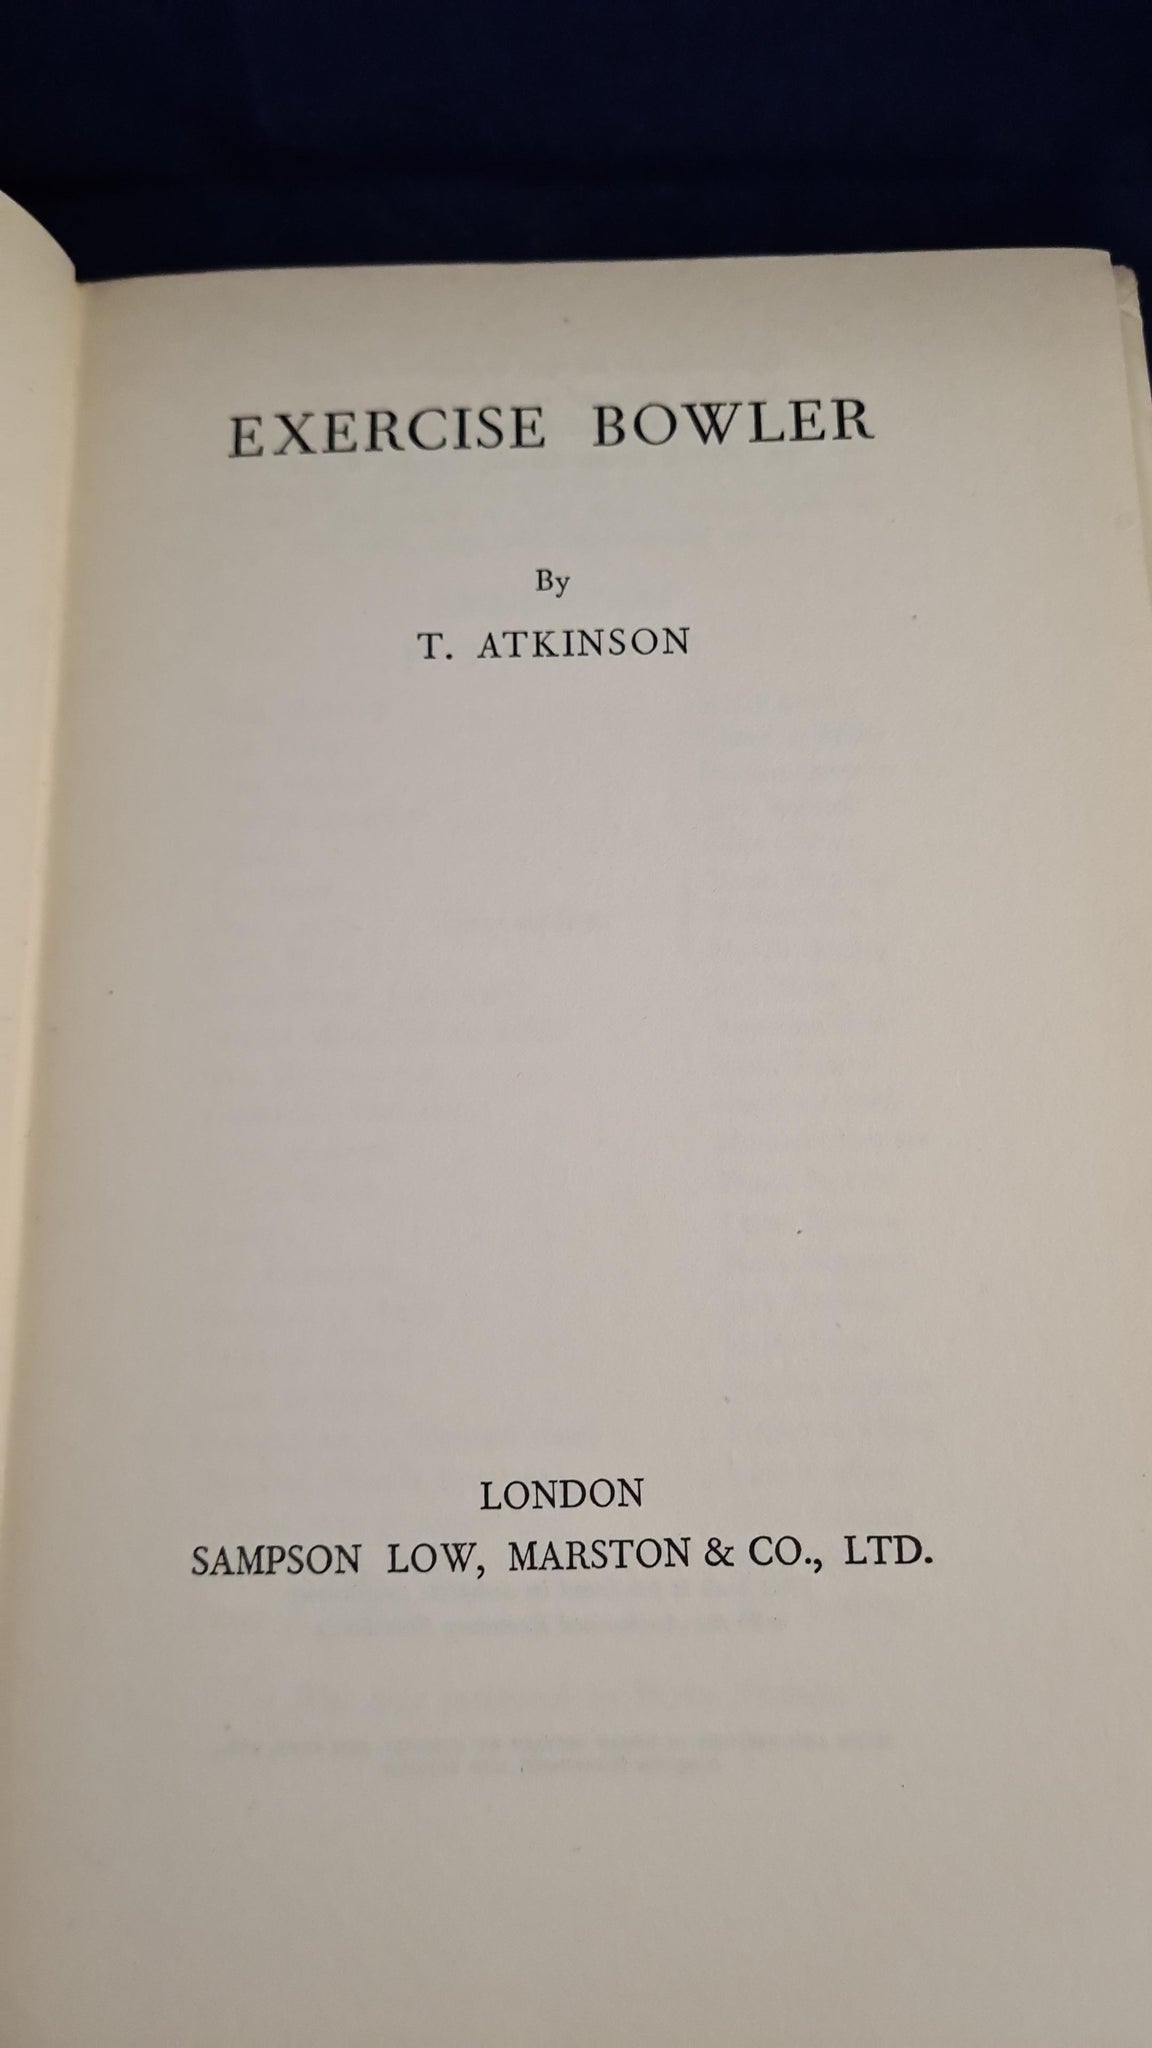 EXERCISE BOWLER
By
T. ATKINSON
LONDON
SAMPSON LOW, MARSTON & CO., LTD.